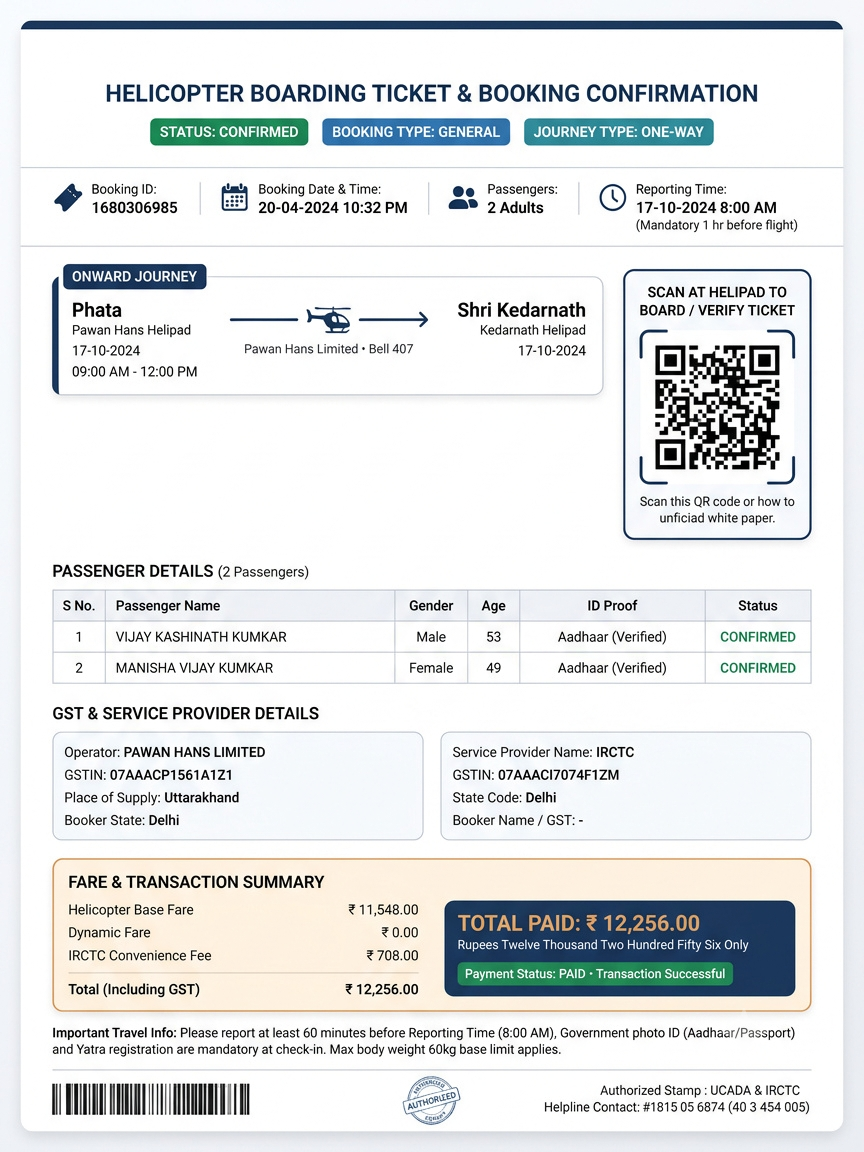 HELICOPTER BOARDING TICKET & BOOKING CONFIRMATION
STATUS: CONFIRMED
BOOKING TYPE: GENERAL
JOURNEY TYPE: ONE-WAY
Booking ID:
1680306985
Booking Date & Time:
20-04-2024 10:32 PM
Passengers:
2 Adults
Reporting Time:
17-10-2024 8:00 AM
(Mandatory 1 hr before flight)
ONWARD JOURNEY
Phata
Pawan Hans Helipad
17-10-2024
09:00 AM - 12:00 PM
Pawan Hans Limited • Bell 407
Shri Kedarnath
Kedarnath Helipad
17-10-2024
SCAN AT HELIPAD TO
BOARD / VERIFY TICKET
Scan this QR code or how to
unficiad white paper.
PASSENGER DETAILS (2 Passengers)
S No. Passenger Name Gender Age ID Proof Status
1 VIJAY KASHINATH KUMKAR Male 53 Aadhaar (Verified) CONFIRMED
2 MANISHA VIJAY KUMKAR Female 49 Aadhaar (Verified) CONFIRMED
GST & SERVICE PROVIDER DETAILS
Operator: PAWAN HANS LIMITED
GSTIN: 07AAACP1561A1Z1
Place of Supply: Uttarakhand
Booker State: Delhi
Service Provider Name: IRCTC
GSTIN: 07AAACI7074F1ZM
State Code: Delhi
Booker Name / GST: -
FARE & TRANSACTION SUMMARY
Helicopter Base Fare ₹ 11,548.00
Dynamic Fare ₹ 0.00
IRCTC Convenience Fee ₹ 708.00
Total (Including GST) ₹ 12,256.00
TOTAL PAID: ₹ 12,256.00
Rupees Twelve Thousand Two Hundred Fifty Six Only
Payment Status: PAID • Transaction Successful
Important Travel Info: Please report at least 60 minutes before Reporting Time (8:00 AM), Government photo ID (Aadhaar/Passport)
and Yatra registration are mandatory at check-in. Max body weight 60kg base limit applies.
AUTHORIZED
Authorized Stamp : UCADA & IRCTC
Helpline Contact: #1815 05 6874 (40 3 454 005)